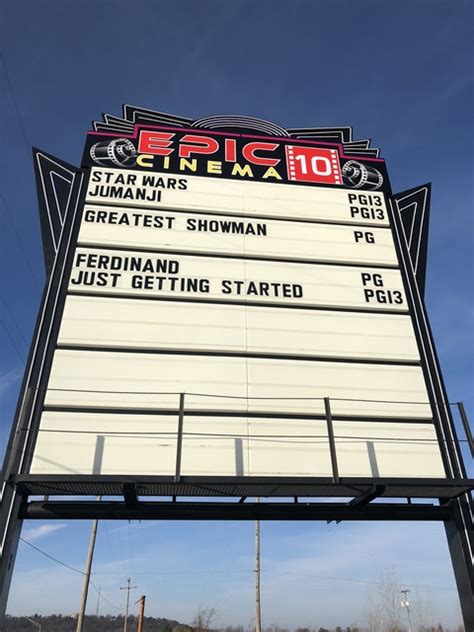 EPIC
CINEMA 10
STAR WARS PG13
JUMANJI PG13
GREATEST SHOWMAN PG
FERDINAND PG
JUST GETTING STARTED PG13